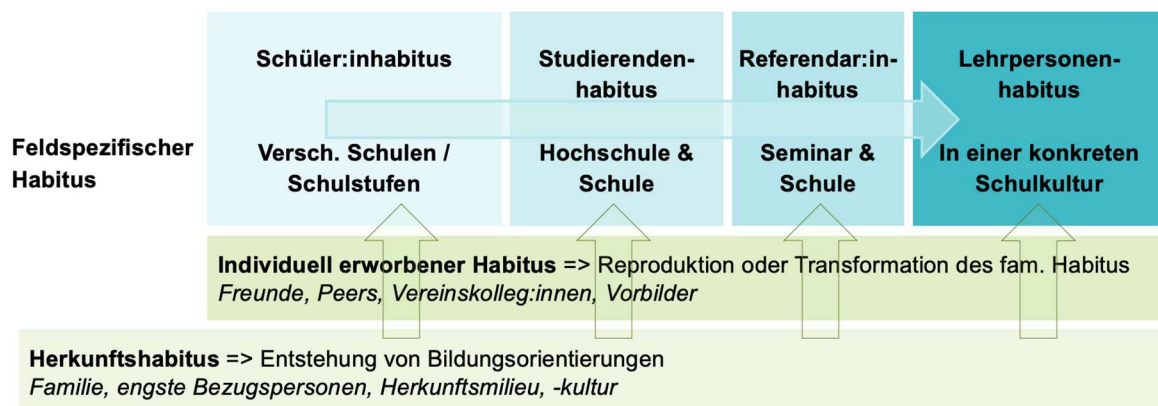 Schüler:inhabitus
Versch. Schulen /
Schulstufen
Studierenden-
habitus
Hochschule &
Schule
Referendar:in-
habitus
Seminar &
Schule
Lehrpersonen-
habitus
In einer konkreten
Schulkultur
Feldspezifischer
Habitus
Individuell erworbener Habitus => Reproduktion oder Transformation des fam. Habitus
Freunde, Peers, Vereinskolleg:innen, Vorbilder
Herkunftshabitus => Entstehung von Bildungsorientierungen
Familie, engste Bezugspersonen, Herkunftsmilieu, -kultur